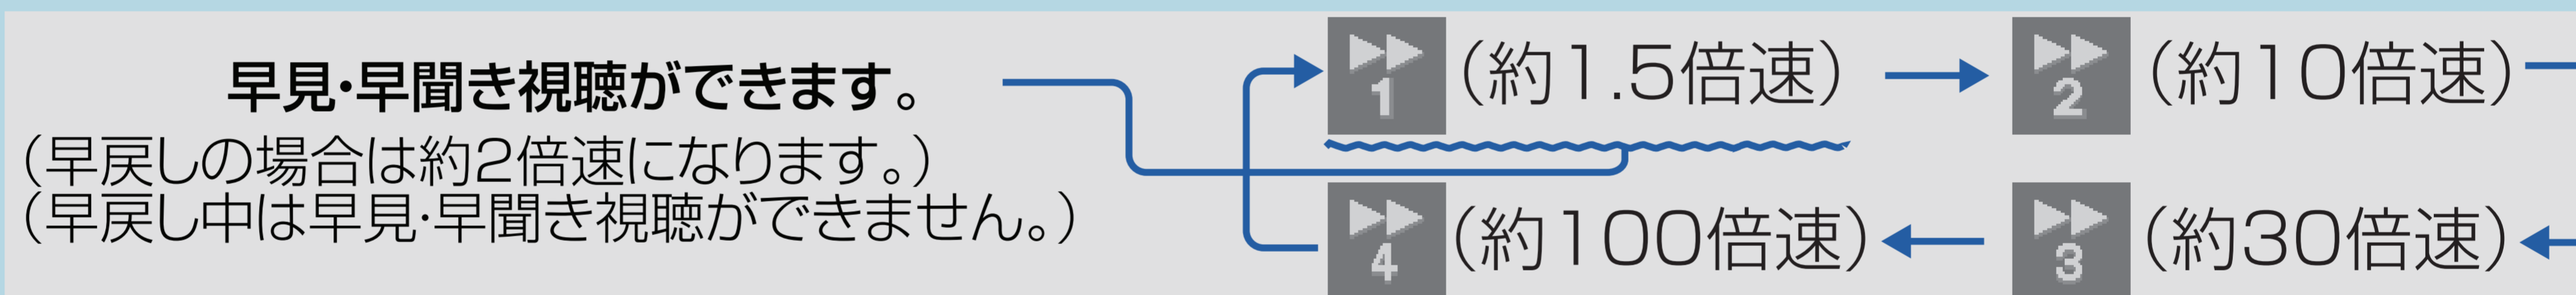 早見・早聞き視聴ができます。
（早戻しの場合は約2倍速になります。）
（早戻し中は早見・早聞き視聴ができません。）
1（約1.5倍速）
2（約10倍速）
4（約100倍速）
3（約30倍速）